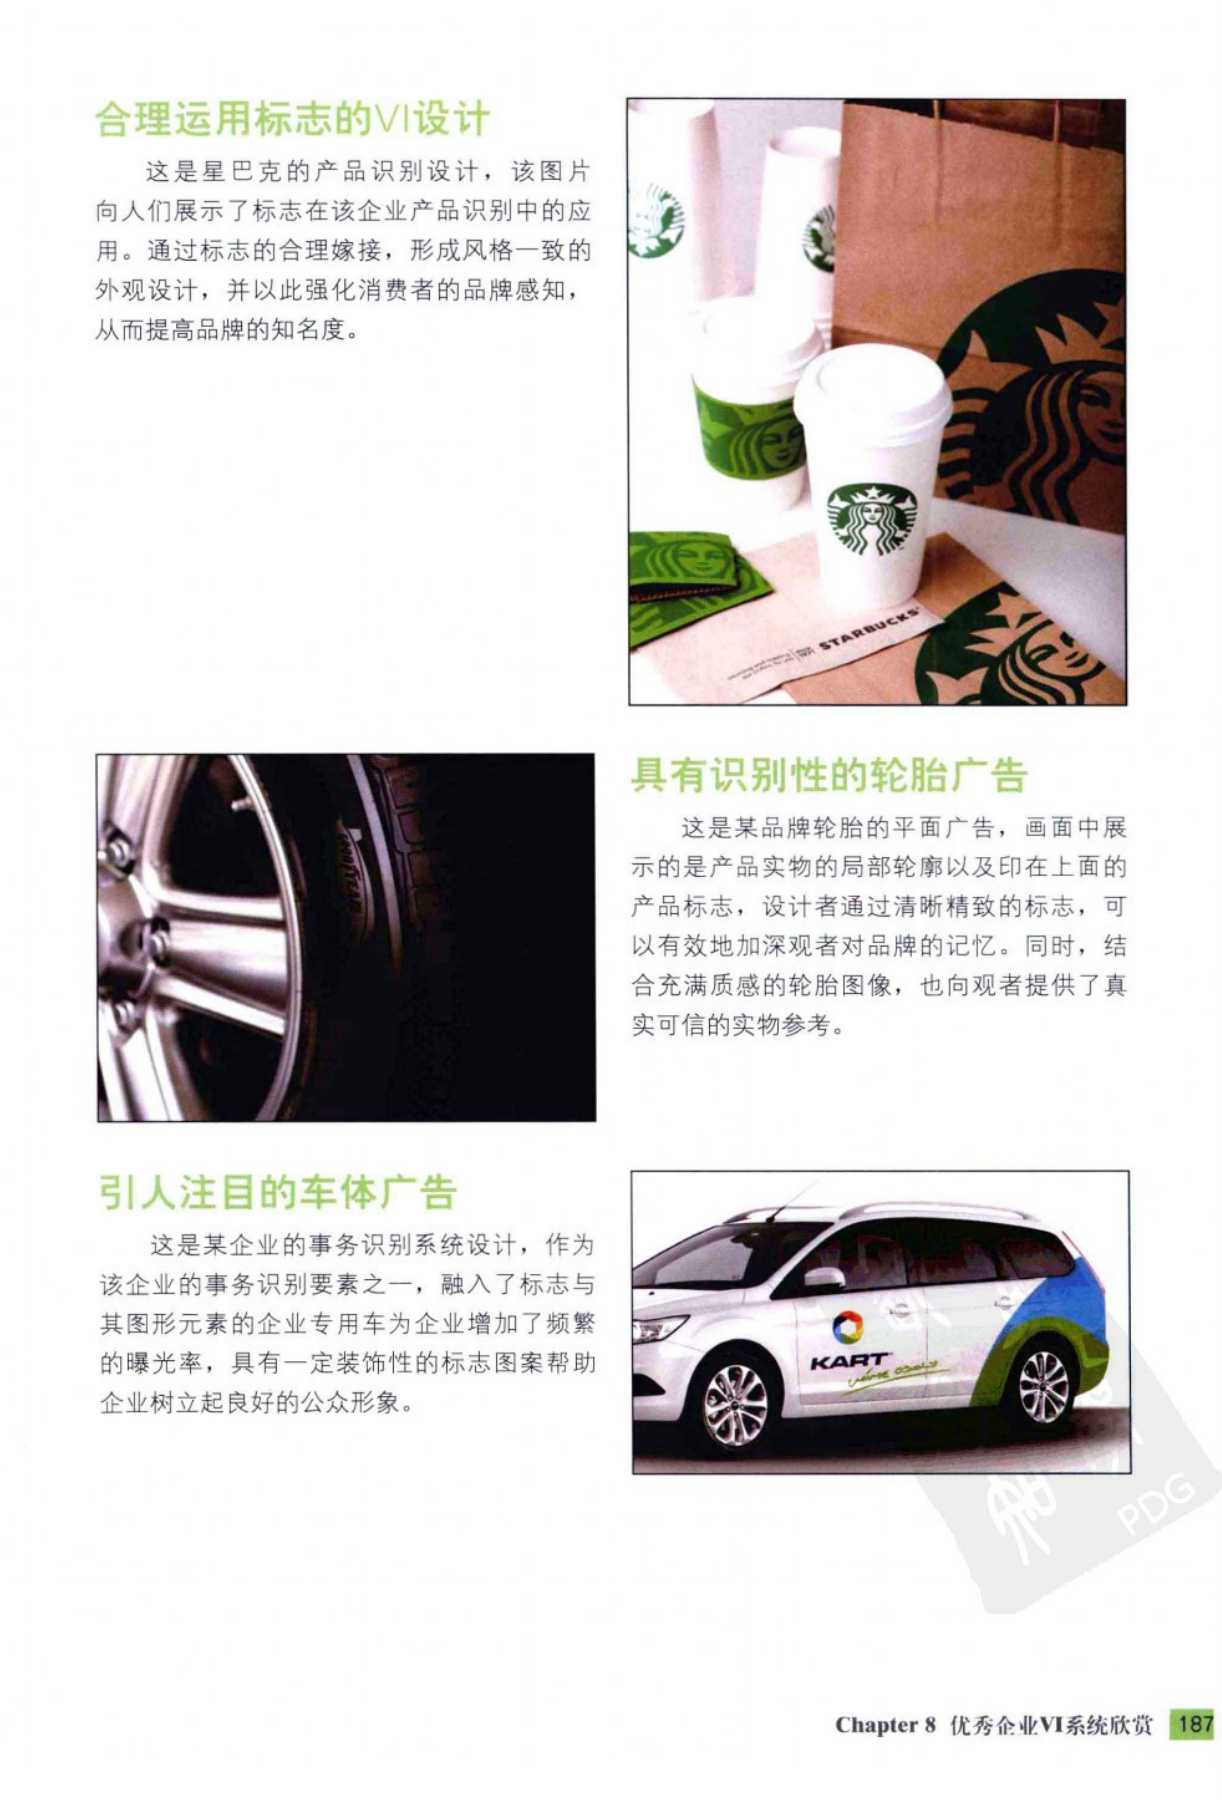 合理运用标志的VI设计
这是星巴克的产品识别设计，该图片
向人们展示了标志在该企业产品识别中的应
用。通过标志的合理嫁接，形成风格一致的
外观设计，并以此强化消费者的品牌感知，
从而提高品牌的知名度。
STARBUCKS
具有识别性的轮胎广告
这是某品牌轮胎的平面广告，画面中展
示的是产品实物的局部轮廓以及印在上面的
产品标志，设计者通过清晰精致的标志，可
以有效地加深观者对品牌的记忆。同时，结
合充满质感的轮胎图像，也向观者提供了真
实可信的实物参考。
引人注目的车体广告
这是某企业的事务识别系统设计，作为
该企业的事务识别要素之一，融入了标志与
其图形元素的企业专用车为企业增加了频繁
的曝光率，具有一定装饰性的标志图案帮助
企业树立起良好的公众形象。
KART
PDG
Chapter 8 优秀企业VI系统欣赏 187